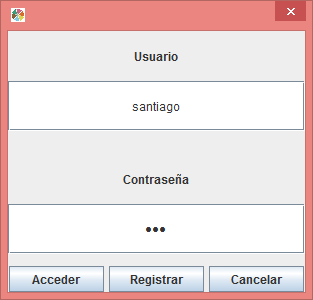 Usuario
santiago
Contraseña
•••
Acceder
Registrar
Cancelar